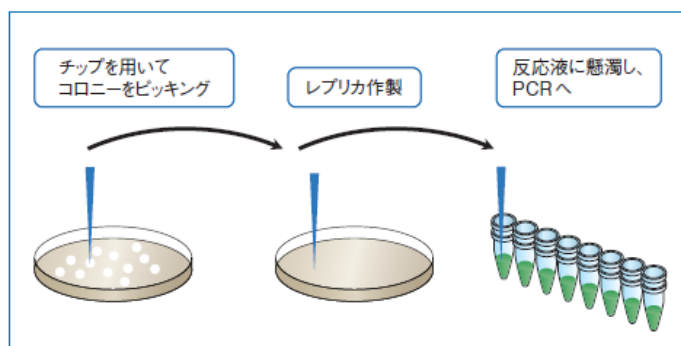 チップを用いて
コロニーをピッキング
レプリカ作製
反応液に懸濁し、
PCRへ